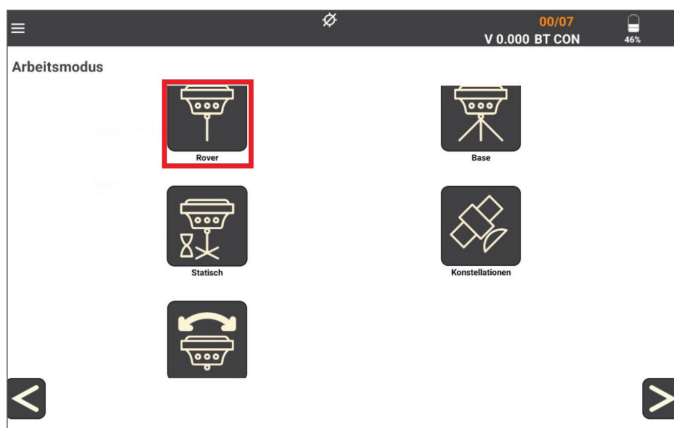 00/07
V 0.000 BT CON
46%
Arbeitsmodus
Rover
Base
Statisch
Konstellationen